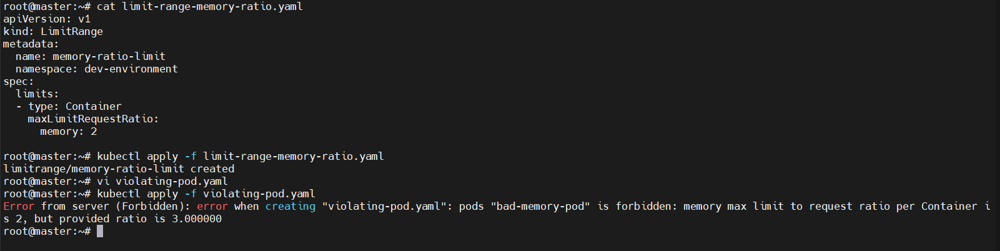 root@master:~# cat limit-range-memory-ratio.yaml
apiVersion: v1
kind: LimitRange
metadata:
  name: memory-ratio-limit
  namespace: dev-environment
spec:
  limits:
  - type: Container
    maxLimitRequestRatio:
      memory: 2

root@master:~# kubectl apply -f limit-range-memory-ratio.yaml
limitrange/memory-ratio-limit created
root@master:~# vi violating-pod.yaml
root@master:~# kubectl apply -f violating-pod.yaml
Error from server (Forbidden): error when creating "violating-pod.yaml": pods "bad-memory-pod" is forbidden: memory max limit to request ratio per Container i
s 2, but provided ratio is 3.000000
root@master:~#